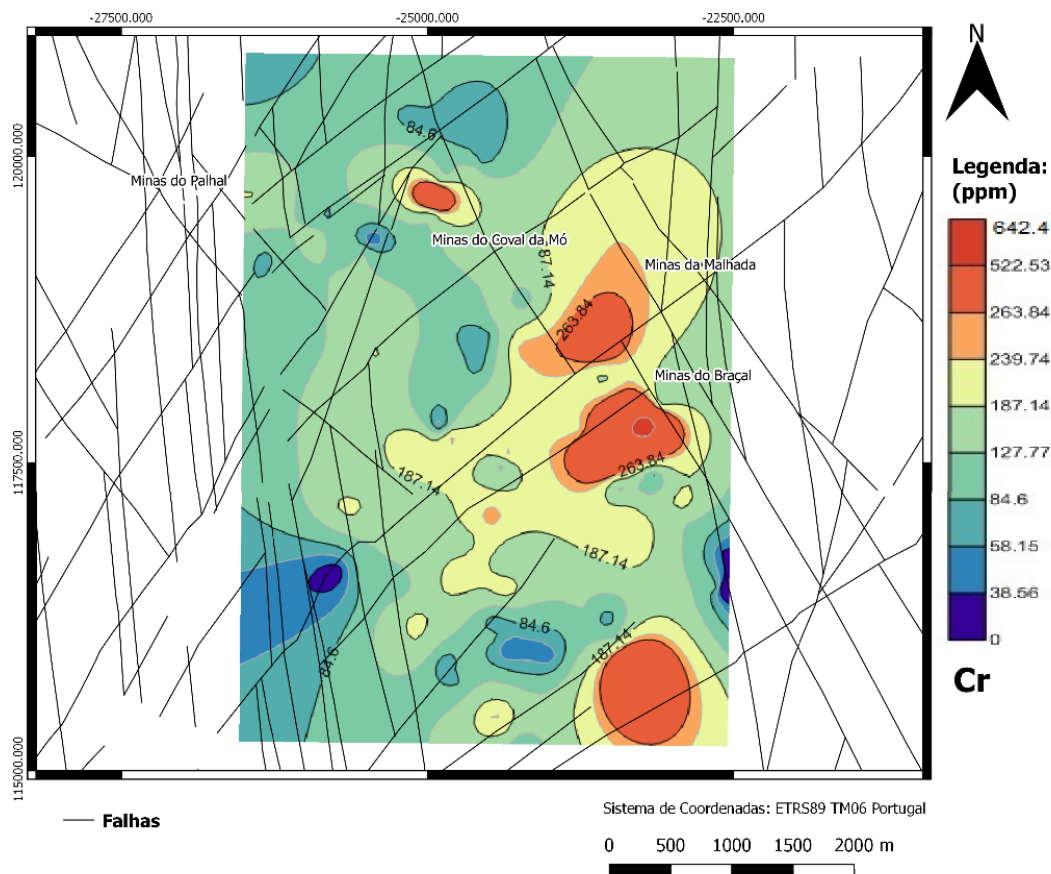 -27500.000
-25000.000
-22500.000
N
120000.000
117500.000
115000.000
84.6
Minas do Palhal
Minas do Coval da Mó
87.14
Minas da Malhada
263.84
Minas do Braçal
187.14
263.84
187.14
84.6
187.14
84.6
Legenda:
(ppm)
642.4
522.53
263.84
239.74
187.14
127.77
84.6
58.15
38.56
0
Cr
Falhas
Sistema de Coordenadas: ETRS89 TM06 Portugal
0 500 1000 1500 2000 m